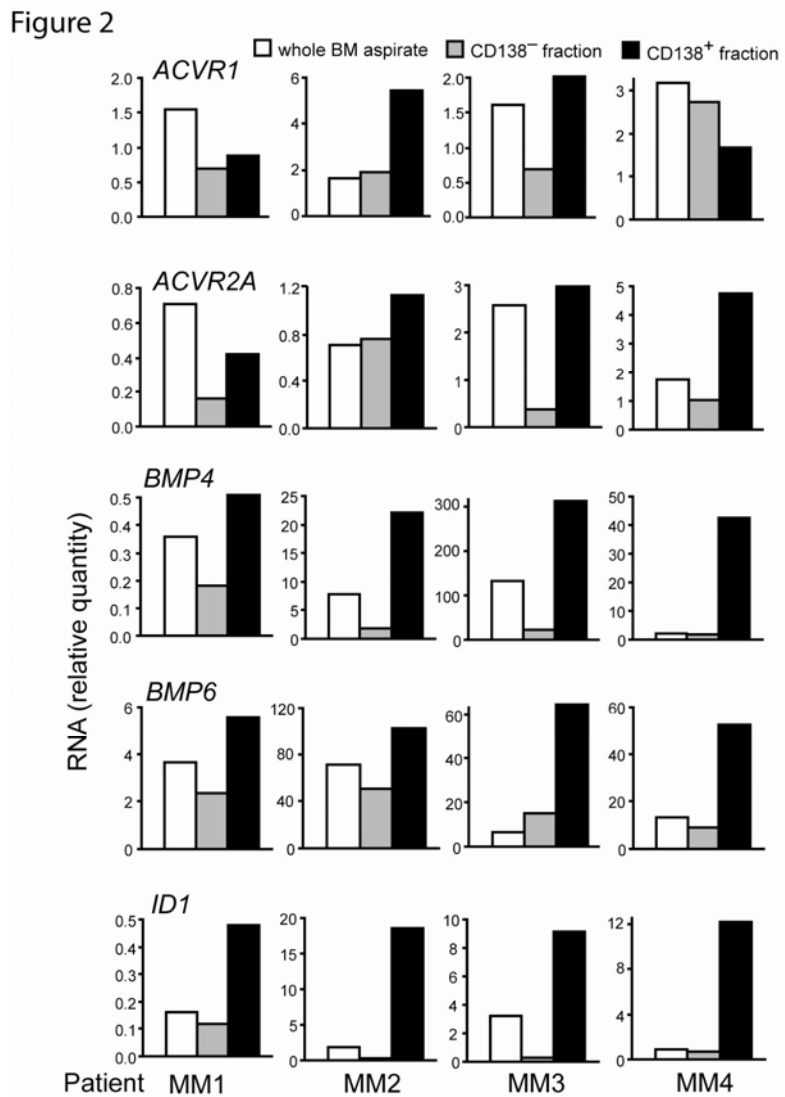 Figure 2
whole BM aspirate CD138⁻ fraction CD138⁺ fraction
ACVR1
2.0 1.5 1.0 0.5 0.0
6 4 2 0
2.0 1.5 1.0 0.5 0.0
3 2 1 0
ACVR2A
0.8 0.6 0.4 0.2 0.0
1.2 0.8 0.4 0.0
3 2 1 0
5 4 3 2 1 0
BMP4
0.5 0.4 0.3 0.2 0.1 0.0
25 20 15 10 5 0
300 200 100 0
50 40 30 20 10 0
BMP6
6 4 2 0
120 80 40 0
60 40 20 0
60 40 20 0
ID1
0.5 0.4 0.3 0.2 0.1 0.0
20 15 10 5 0
10 8 6 4 2 0
12 8 4 0
RNA (relative quantity)
Patient MM1 MM2 MM3 MM4